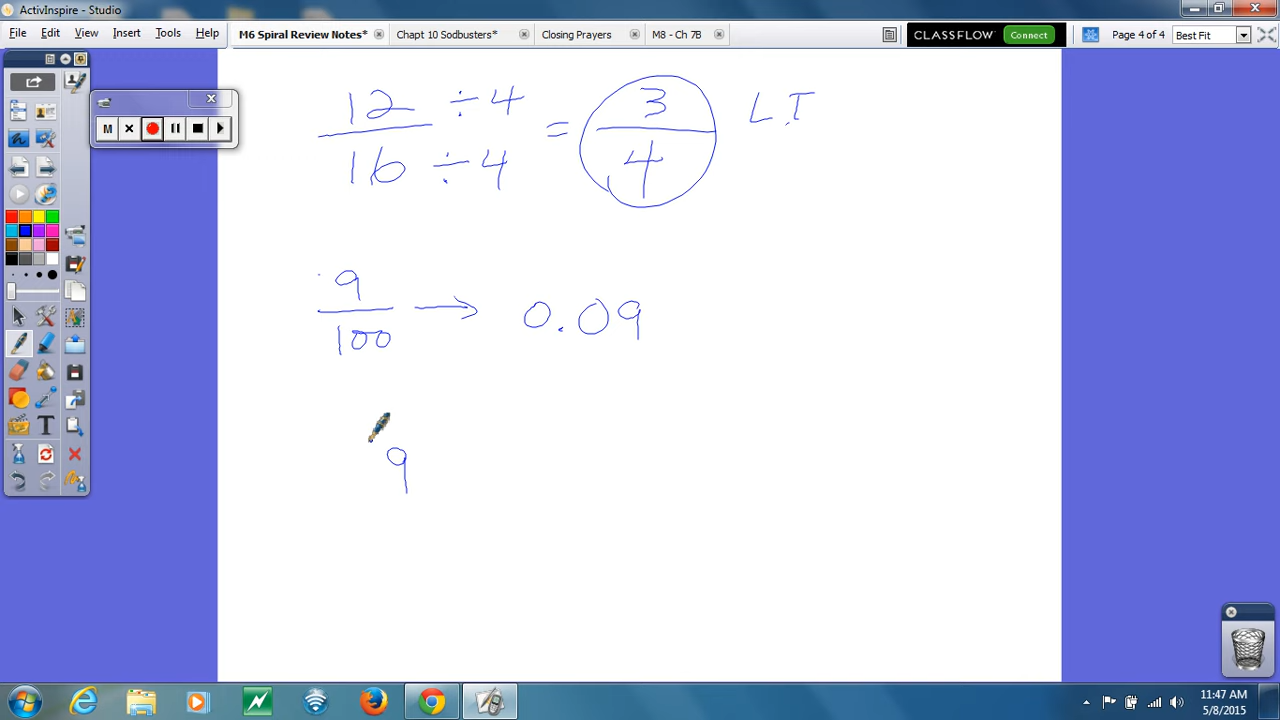 ActivInspire - Studio
File Edit View Insert Tools Help
M6 Spiral Review Notes* Chapt 10 Sodbusters* Closing Prayers M8 - Ch 7B
CLASSFLOW Connect
Page 4 of 4 Best Fit
M
12 ÷ 4 / 16 ÷ 4 = 3/4 L.T
9/100 → 0.09
9
T
11:47 AM
5/8/2015